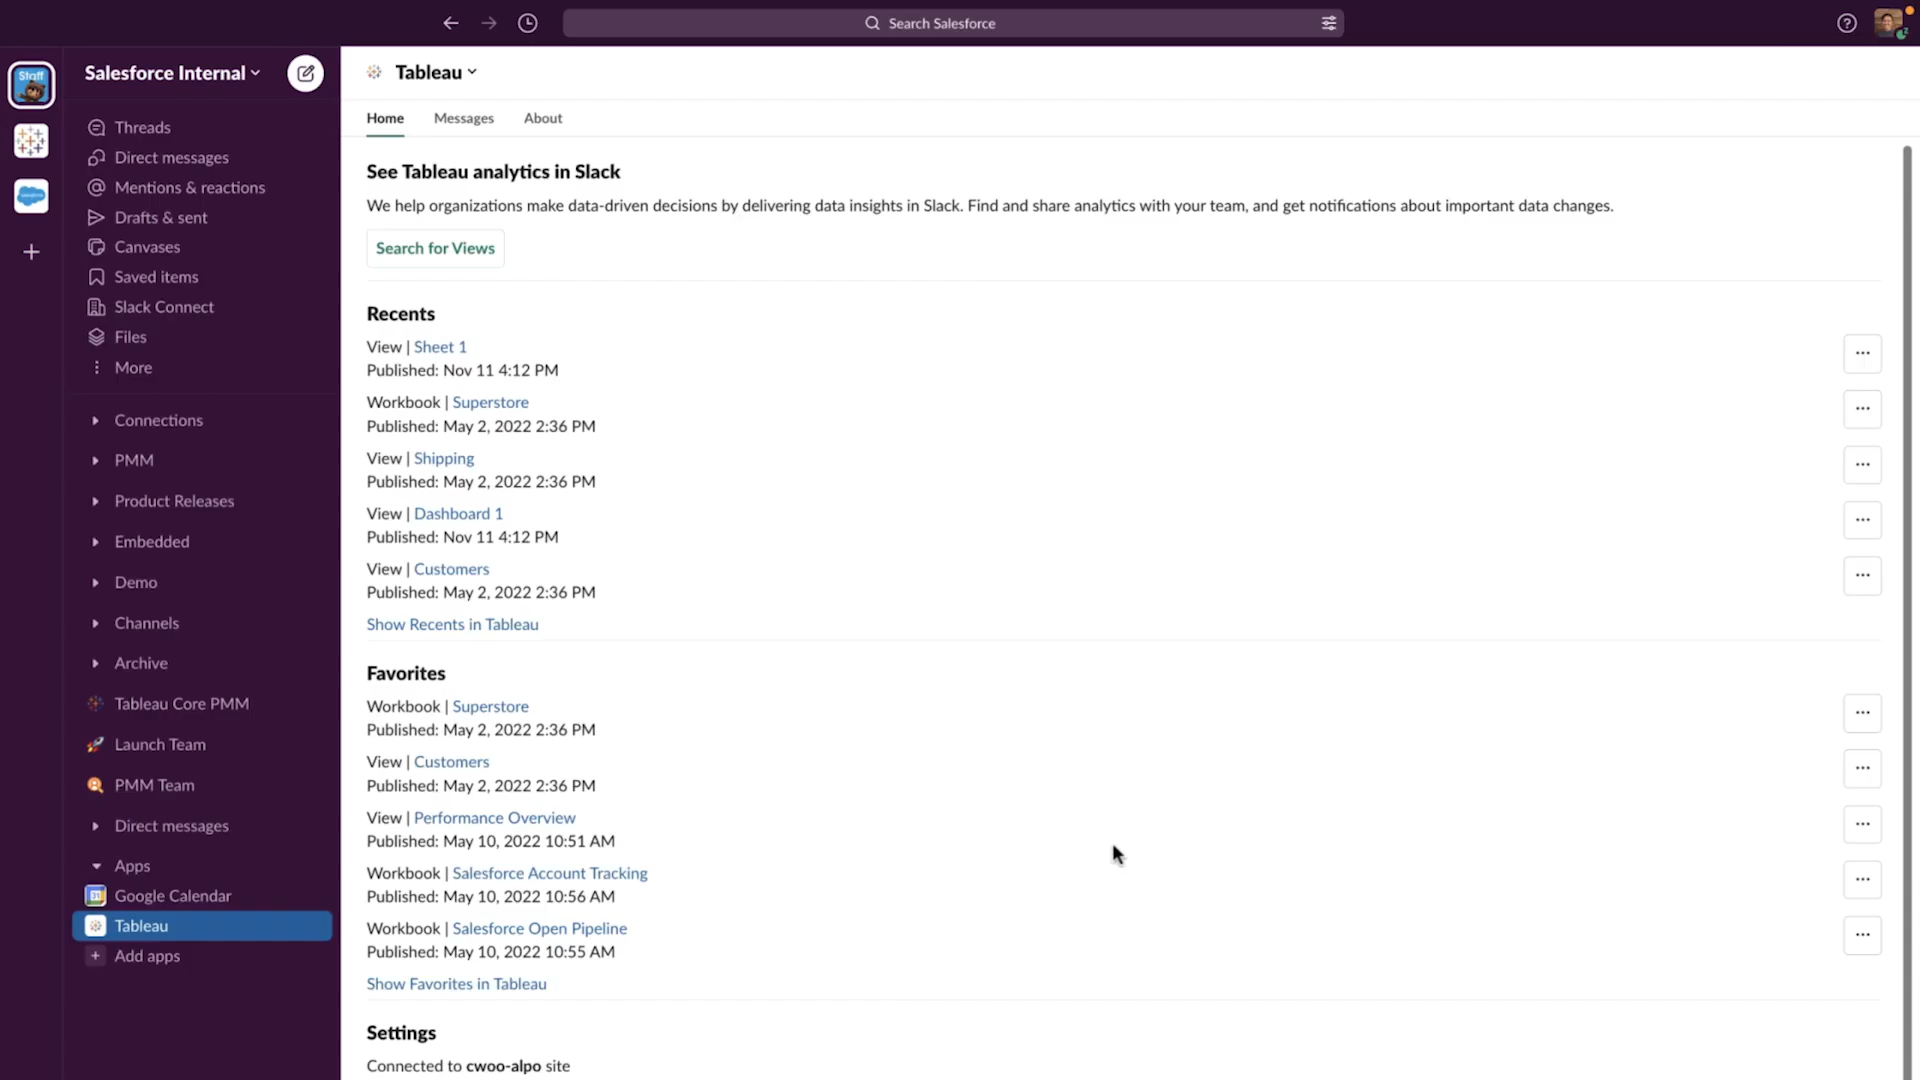 Search Salesforce
Staff
Salesforce Internal
Threads
Direct messages
Mentions & reactions
Drafts & sent
Canvases
Saved items
Slack Connect
Files
More
Connections
PMM
Product Releases
Embedded
Demo
Channels
Archive
Tableau Core PMM
Launch Team
PMM Team
Direct messages
Apps
Google Calendar
Tableau
Add apps
Tableau
Home Messages About
See Tableau analytics in Slack
We help organizations make data-driven decisions by delivering data insights in Slack. Find and share analytics with your team, and get notifications about important data changes.
Search for Views
Recents
View | Sheet 1
Published: Nov 11 4:12 PM
Workbook | Superstore
Published: May 2, 2022 2:36 PM
View | Shipping
Published: May 2, 2022 2:36 PM
View | Dashboard 1
Published: Nov 11 4:12 PM
View | Customers
Published: May 2, 2022 2:36 PM
Show Recents in Tableau
Favorites
Workbook | Superstore
Published: May 2, 2022 2:36 PM
View | Customers
Published: May 2, 2022 2:36 PM
View | Performance Overview
Published: May 10, 2022 10:51 AM
Workbook | Salesforce Account Tracking
Published: May 10, 2022 10:56 AM
Workbook | Salesforce Open Pipeline
Published: May 10, 2022 10:55 AM
Show Favorites in Tableau
Settings
Connected to cwoo-alpo site